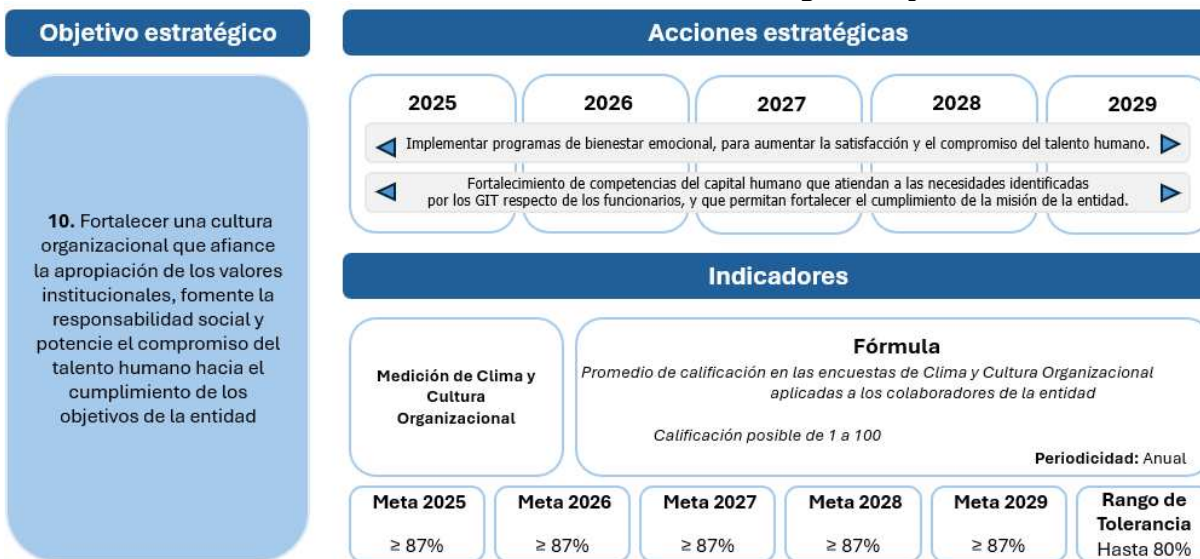 Objetivo estratégico
10. Fortalecer una cultura
organizacional que afiance
la apropiación de los valores
institucionales, fomente la
responsabilidad social y
potencie el compromiso del
talento humano hacia el
cumplimiento de los
objetivos de la entidad
Acciones estratégicas
2025 2026 2027 2028 2029
Implementar programas de bienestar emocional, para aumentar la satisfacción y el compromiso del talento humano.
Fortalecimiento de competencias del capital humano que atiendan a las necesidades identificadas
por los GIT respecto de los funcionarios, y que permitan fortalecer el cumplimiento de la misión de la entidad.
Indicadores
Medición de Clima y
Cultura
Organizacional
Fórmula
Promedio de calificación en las encuestas de Clima y Cultura Organizacional
aplicadas a los colaboradores de la entidad
Calificación posible de 1 a 100
Periodicidad: Anual
Meta 2025
≥ 87%
Meta 2026
≥ 87%
Meta 2027
≥ 87%
Meta 2028
≥ 87%
Meta 2029
≥ 87%
Rango de
Tolerancia
Hasta 80%